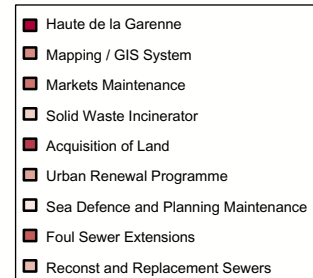 Haute de la Garenne
Mapping / GIS System
Markets Maintenance
Solid Waste Incinerator
Acquisition of Land
Urban Renewal Programme
Sea Defence and Planning Maintenance
Foul Sewer Extensions
Reconst and Replacement Sewers